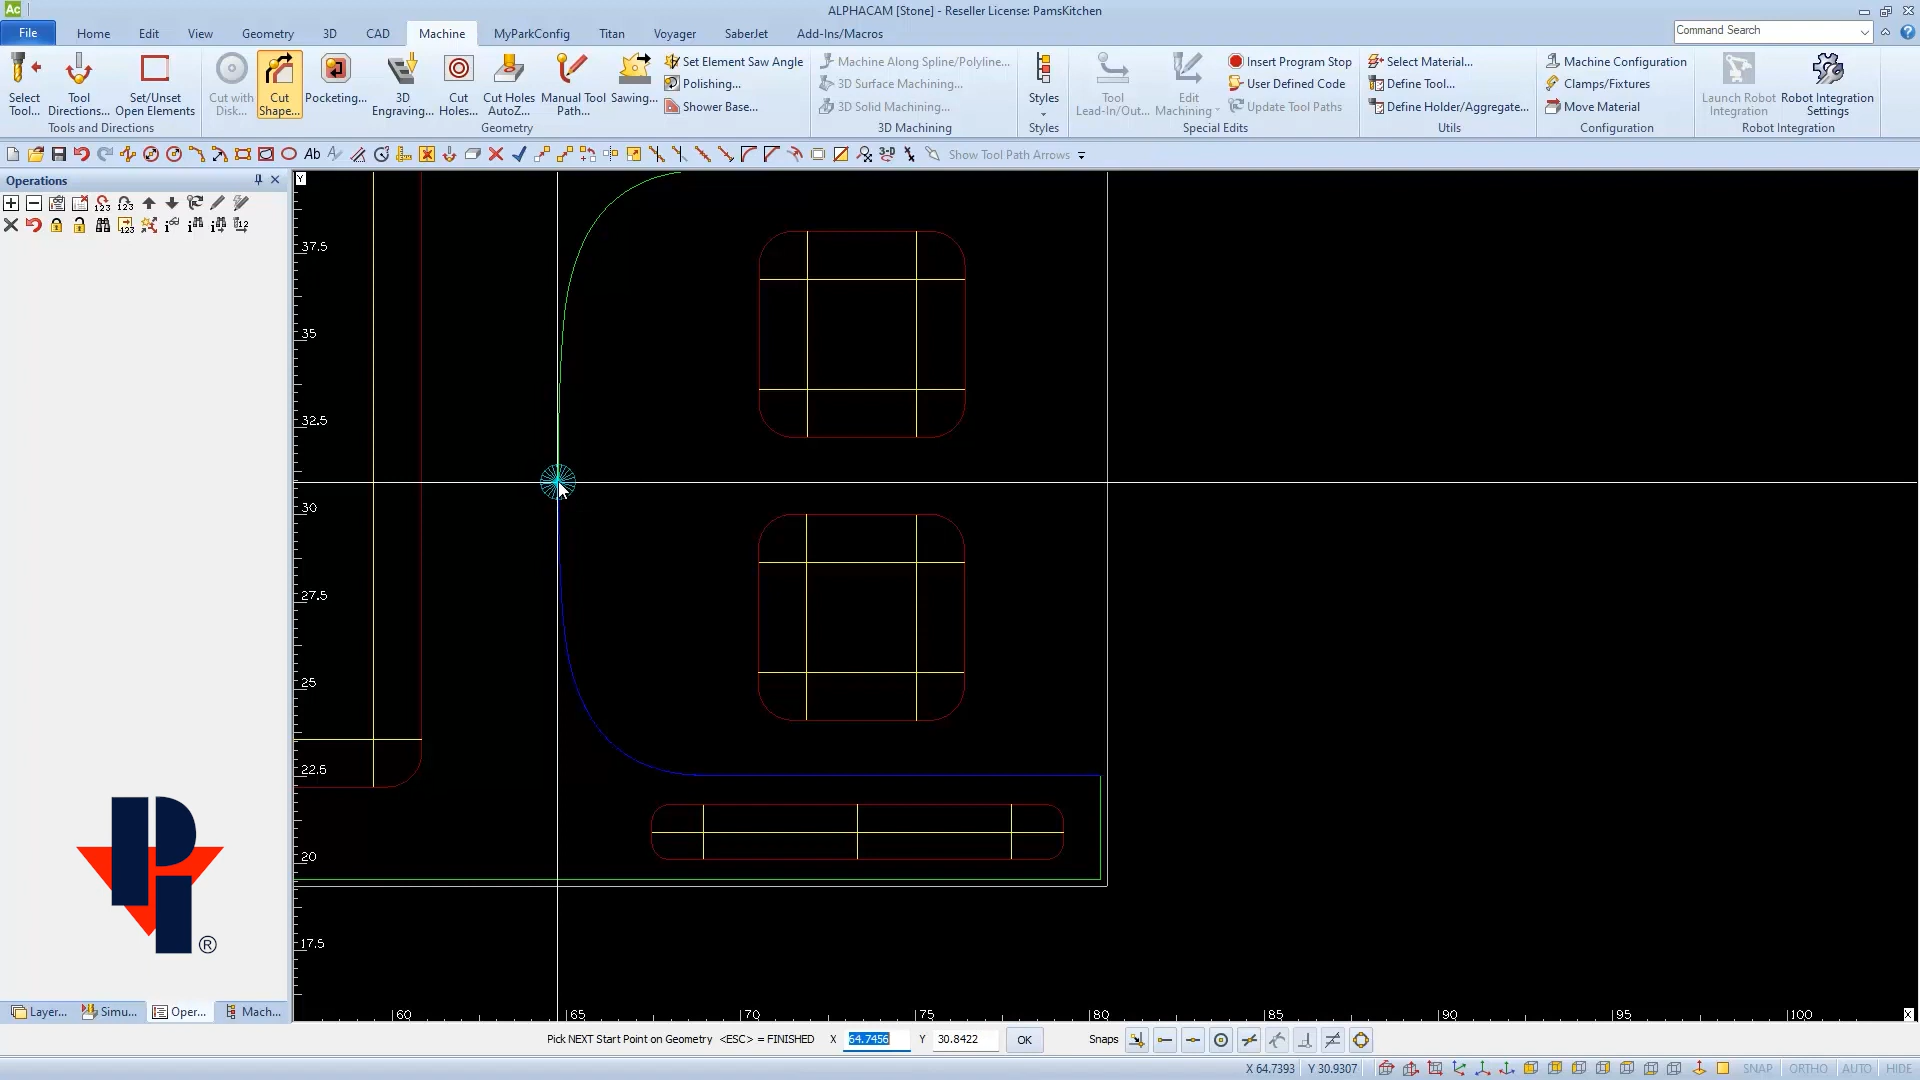 Ac
ALPHACAM [Stone] - Reseller License: PamsKitchen
File Home Edit View Geometry 3D CAD Machine MyParkConfig Titan Voyager SaberJet Add-Ins/Macros Command Search
Select Tool...
Tool Directions...
Set/Unset Open Elements
Tools and Directions
Cut with Disk...
Cut Shape...
Pocketing...
3D Engraving...
Cut Holes...
Cut Holes AutoZ...
Manual Tool Path...
Sawing...
Set Element Saw Angle
Polishing...
Shower Base...
Geometry
Machine Along Spline/Polyline...
3D Surface Machining...
3D Solid Machining...
3D Machining
Styles
Styles
Tool Lead-In/Out...
Edit Machining
Insert Program Stop
User Defined Code
Update Tool Paths
Special Edits
Select Material...
Define Tool...
Define Holder/Aggregate...
Utils
Machine Configuration
Clamps/Fixtures
Move Material
Configuration
Launch Robot Integration
Robot Integration Settings
Robot Integration
Ab
3-D
Show Tool Path Arrows
Operations
123 123
123 12
Y
37.5
35
32.5
30
27.5
25
22.5
20
17.5
®
60 65 70 75 80 85 90 95 100 X
Layer... Simu... Oper... Mach...
Pick NEXT Start Point on Geometry <ESC> = FINISHED X 64.7456 Y 30.8422 OK Snaps
X 64.7393 Y 30.9307 SNAP ORTHO AUTO HIDE